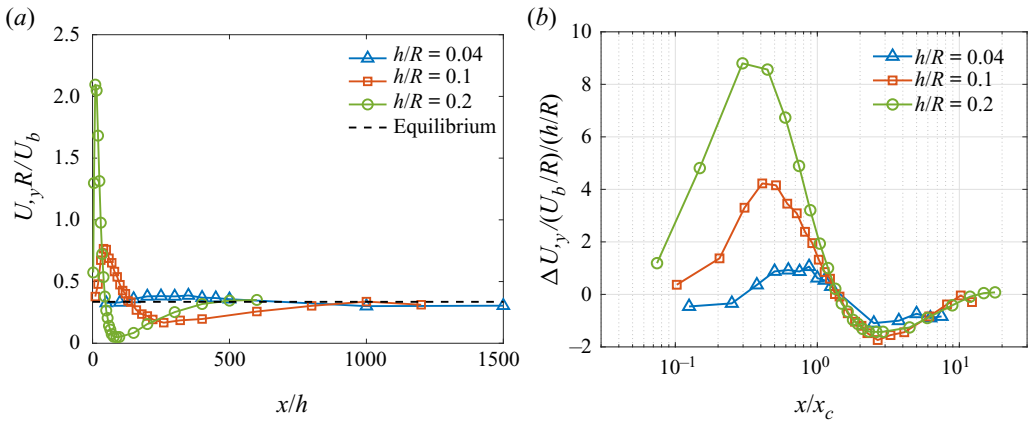 (a)
2.5
2.0
1.5
1.0
0.5
0
U,yR/Ub
h/R = 0.04
h/R = 0.1
h/R = 0.2
Equilibrium
0
500
1000
1500
x/h
(b)
10
8
6
4
2
0
−2
ΔU,y/(Ub/R)/(h/R)
h/R = 0.04
h/R = 0.1
h/R = 0.2
10⁻¹
10⁰
10¹
x/xc